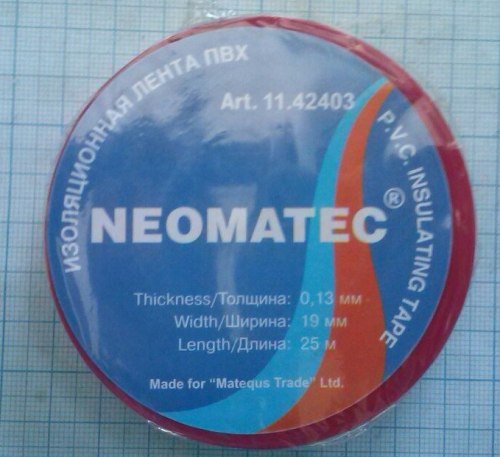 ИЗОЛЯЦИОННАЯ ЛЕНТА ПВХ
Art. 11.42403
P.V.C. INSULATING TAPE
NEOMATEC®
Thickness/Толщина: 0,13 мм
Width/Ширина: 19 мм
Length/Длина: 25 м
Made for "Matequs Trade" Ltd.